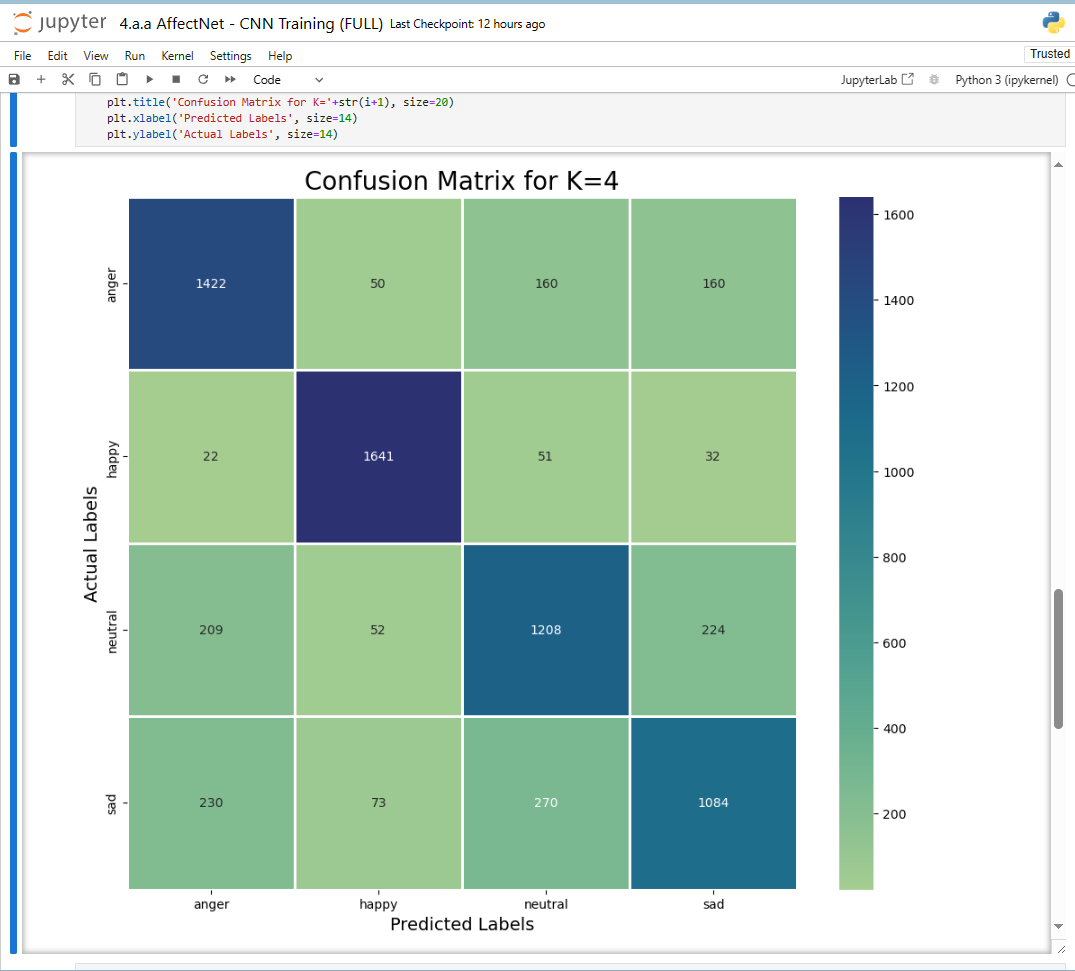 jupyter 4.a.a AffectNet - CNN Training (FULL) Last Checkpoint: 12 hours ago
File Edit View Run Kernel Settings Help Trusted
Code JupyterLab Python 3 (ipykernel)
plt.title('Confusion Matrix for K='+str(i+1), size=20)
plt.xlabel('Predicted Labels', size=14)
plt.ylabel('Actual Labels', size=14)
Confusion Matrix for K=4
anger 1422 50 160 160
happy 22 1641 51 32
neutral 209 52 1208 224
sad 230 73 270 1084
Actual Labels
anger happy neutral sad
Predicted Labels
1600
1400
1200
1000
800
600
400
200